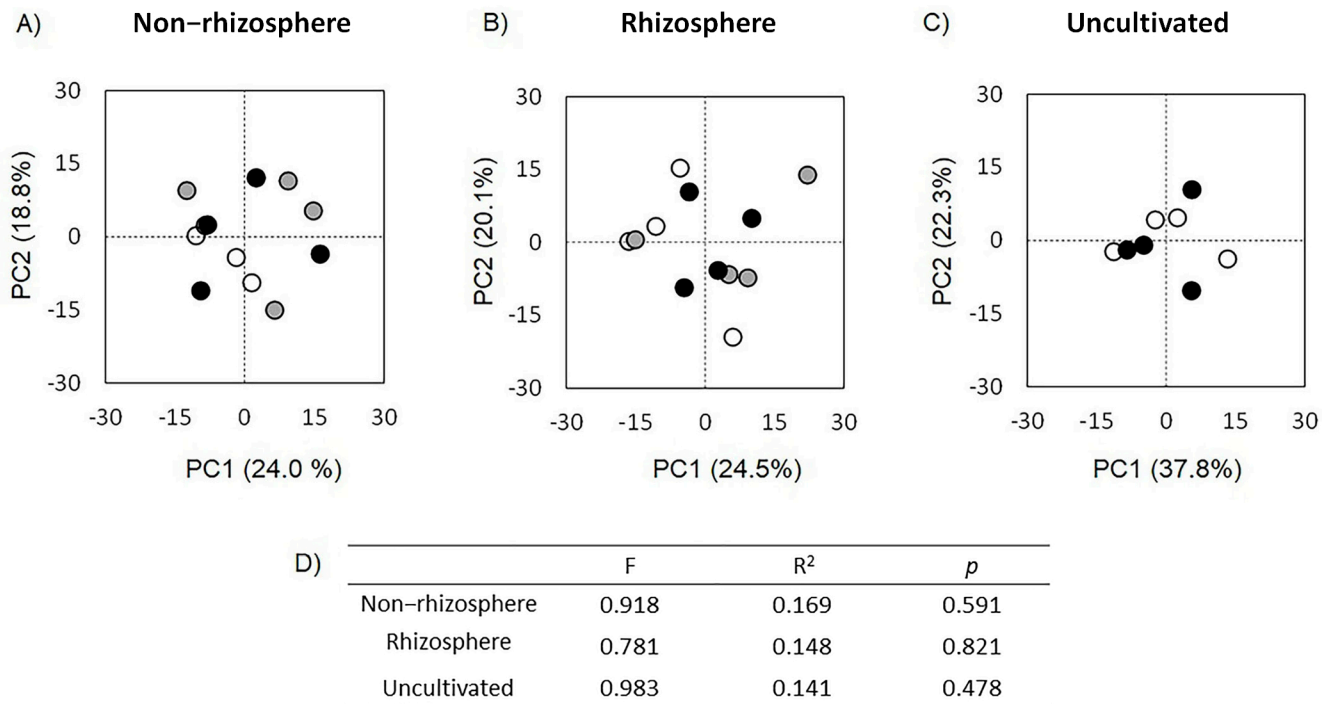 A) Non−rhizosphere
B) Rhizosphere
C) Uncultivated
30
15
0
-15
-30
-30 -15 0 15 30
PC2 (18.8%)
PC1 (24.0 %)
30
15
0
-15
-30
-30 -15 0 15 30
PC2 (20.1%)
PC1 (24.5%)
30
15
0
-15
-30
-30 -15 0 15 30
PC2 (22.3%)
PC1 (37.8%)
D) F R² p
Non−rhizosphere 0.918 0.169 0.591
Rhizosphere 0.781 0.148 0.821
Uncultivated 0.983 0.141 0.478